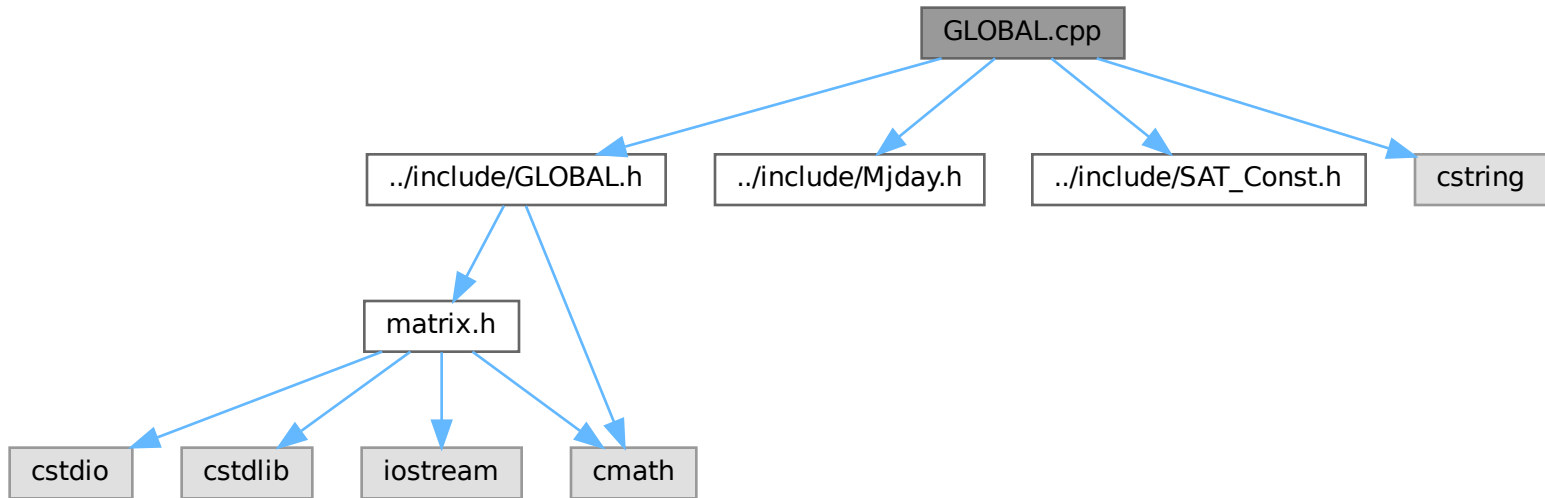 GLOBAL.cpp
../include/GLOBAL.h
../include/Mjday.h
../include/SAT_Const.h
cstring
matrix.h
cstdio
cstdlib
iostream
cmath